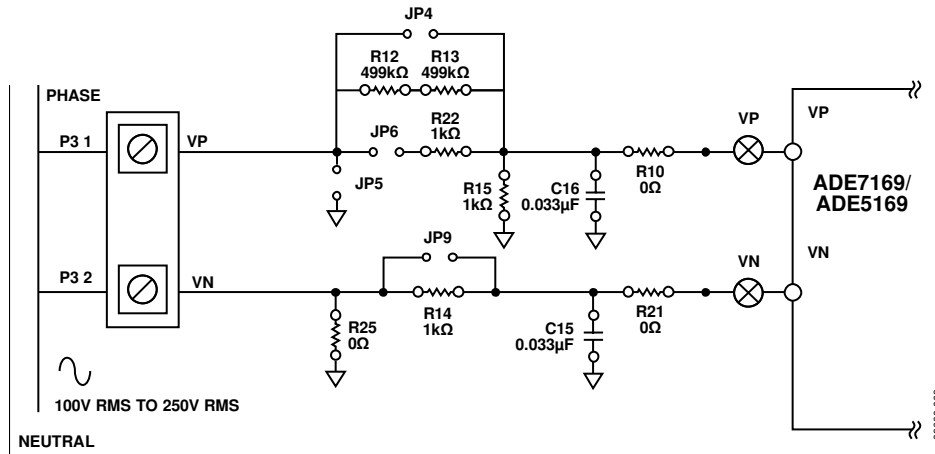 JP4
R12
499kΩ
R13
499kΩ
PHASE
P3 1
VP
JP6
R22
1kΩ
JP5
R15
1kΩ
C16
0.033µF
R10
0Ω
VP
VP
ADE7169/
ADE5169
P3 2
VN
JP9
R14
1kΩ
R25
0Ω
C15
0.033µF
R21
0Ω
VN
VN
100V RMS TO 250V RMS
NEUTRAL